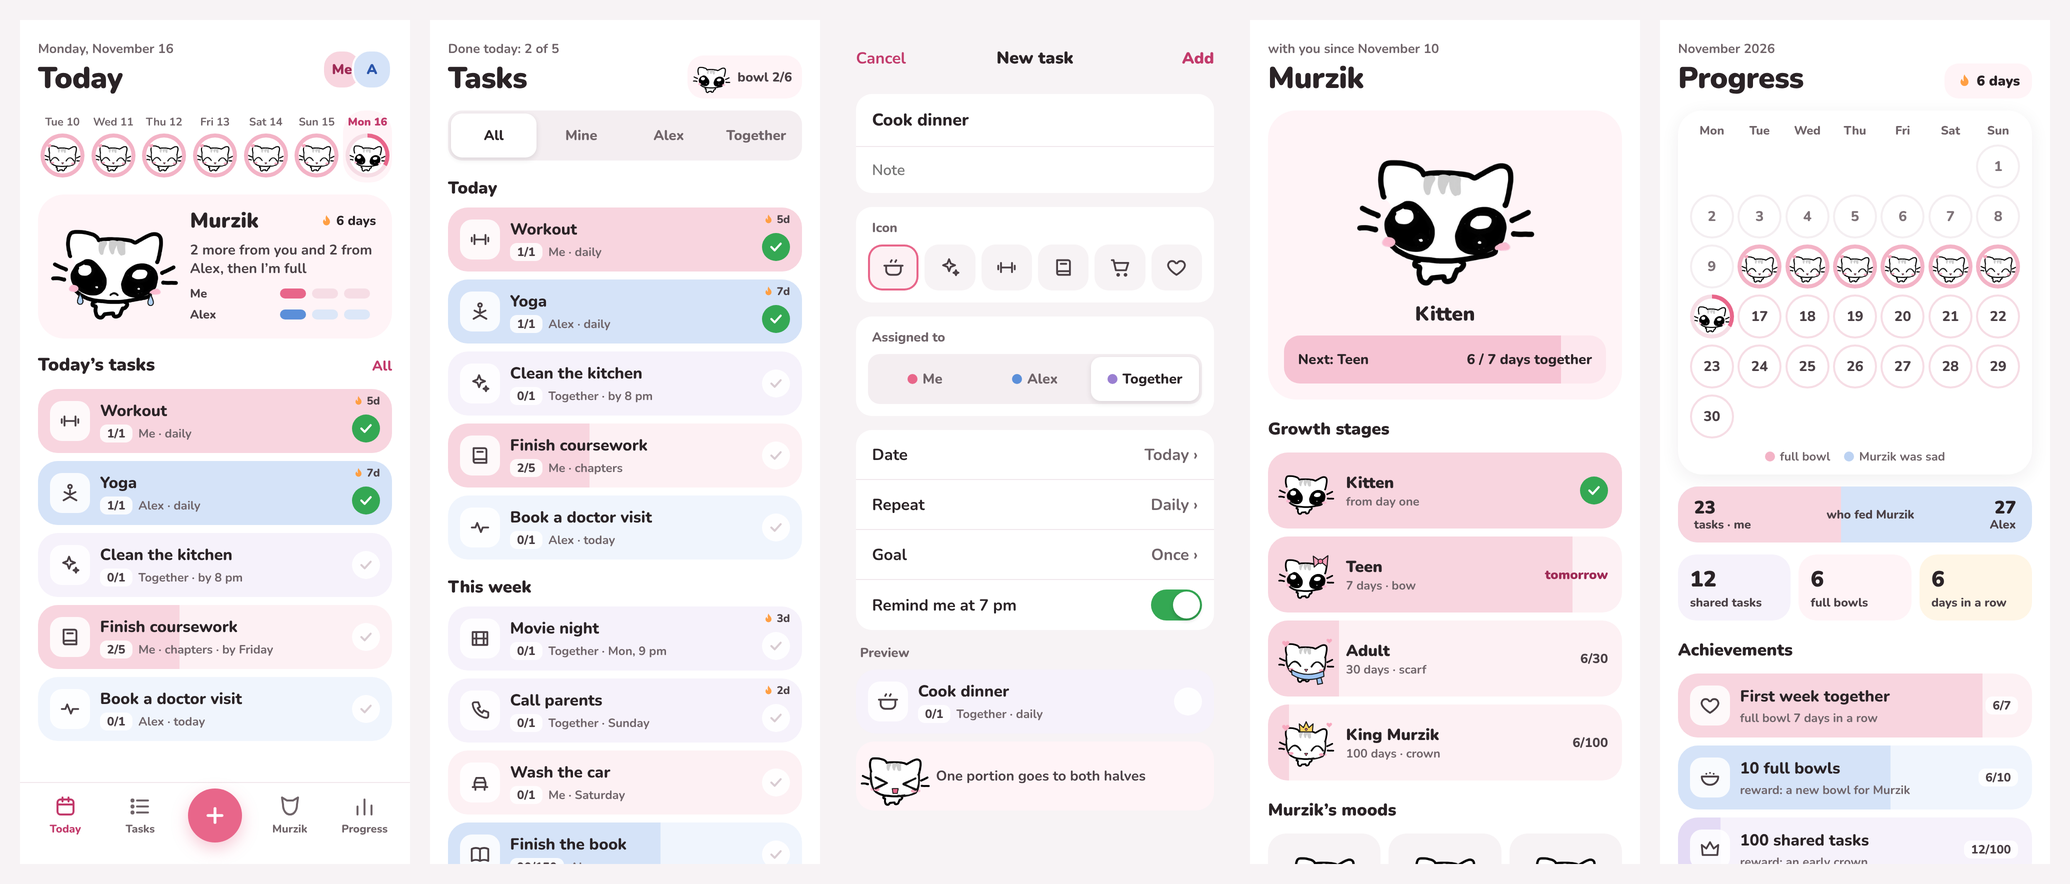 Monday, November 16
Today
Me
A
Tue 10
Wed 11
Thu 12
Fri 13
Sat 14
Sun 15
Mon 16
Murzik
6 days
2 more from you and 2 from
Alex, then I'm full
Me
Alex
Today's tasks
All
Workout
5d
1/1 Me · daily
Yoga
7d
1/1 Alex · daily
Clean the kitchen
0/1 Together · by 8 pm
Finish coursework
2/5 Me · chapters · by Friday
Book a doctor visit
0/1 Alex · today
Today
Tasks
+
Murzik
Progress
Done today: 2 of 5
Tasks
bowl 2/6
All
Mine
Alex
Together
Today
Workout
5d
1/1 Me · daily
Yoga
7d
1/1 Alex · daily
Clean the kitchen
0/1 Together · by 8 pm
Finish coursework
2/5 Me · chapters
Book a doctor visit
0/1 Alex · today
This week
Movie night
3d
0/1 Together · Mon, 9 pm
Call parents
2d
0/1 Together · Sunday
Wash the car
0/1 Me · Saturday
Finish the book
Cancel
New task
Add
Cook dinner
Note
Icon
Assigned to
Me
Alex
Together
Date
Today ›
Repeat
Daily ›
Goal
Once ›
Remind me at 7 pm
Preview
Cook dinner
0/1 Together · daily
One portion goes to both halves
with you since November 10
Murzik
Kitten
Next: Teen
6 / 7 days together
Growth stages
Kitten
from day one
Teen
7 days · bow
tomorrow
Adult
30 days · scarf
6/30
King Murzik
100 days · crown
6/100
Murzik's moods
November 2026
Progress
6 days
Mon Tue Wed Thu Fri Sat Sun
1
2 3 4 5 6 7 8
9
17 18 19 20 21 22
23 24 25 26 27 28 29
30
full bowl
Murzik was sad
23
tasks · me
who fed Murzik
27
Alex
12
shared tasks
6
full bowls
6
days in a row
Achievements
First week together
full bowl 7 days in a row
6/7
10 full bowls
reward: a new bowl for Murzik
6/10
100 shared tasks
reward: an early crown
12/100